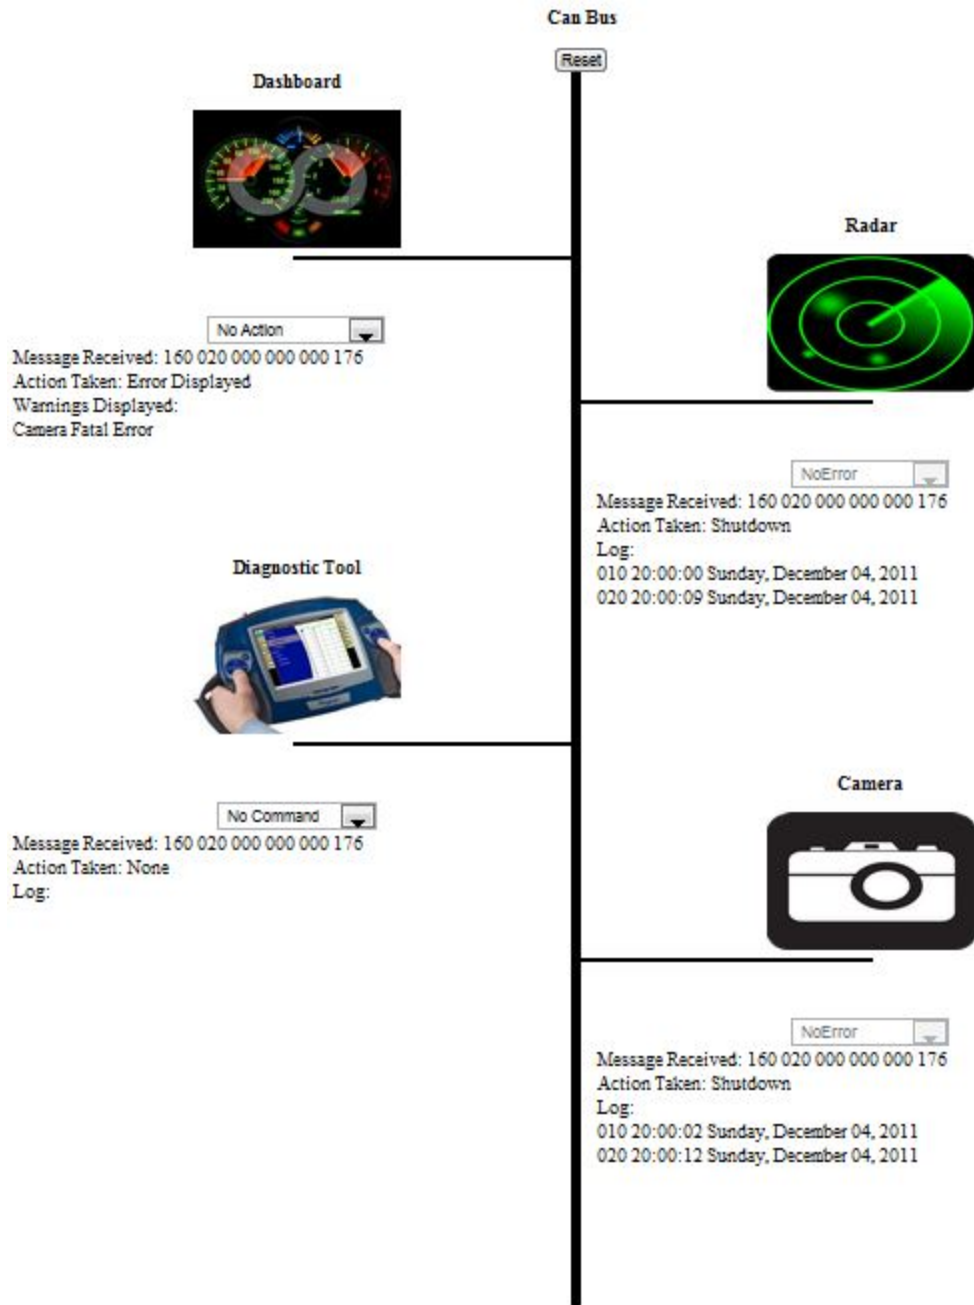 Can Bus
Reset
Dashboard
No Action
Message Received: 160 020 000 000 000 176
Action Taken: Error Displayed
Warnings Displayed:
Camera Fatal Error
Radar
NoError
Message Received: 160 020 000 000 000 176
Action Taken: Shutdown
Log:
010 20:00:00 Sunday, December 04, 2011
020 20:00:09 Sunday, December 04, 2011
Diagnostic Tool
No Command
Message Received: 160 020 000 000 000 176
Action Taken: None
Log:
Camera
NoError
Message Received: 160 020 000 000 000 176
Action Taken: Shutdown
Log:
010 20:00:02 Sunday, December 04, 2011
020 20:00:12 Sunday, December 04, 2011